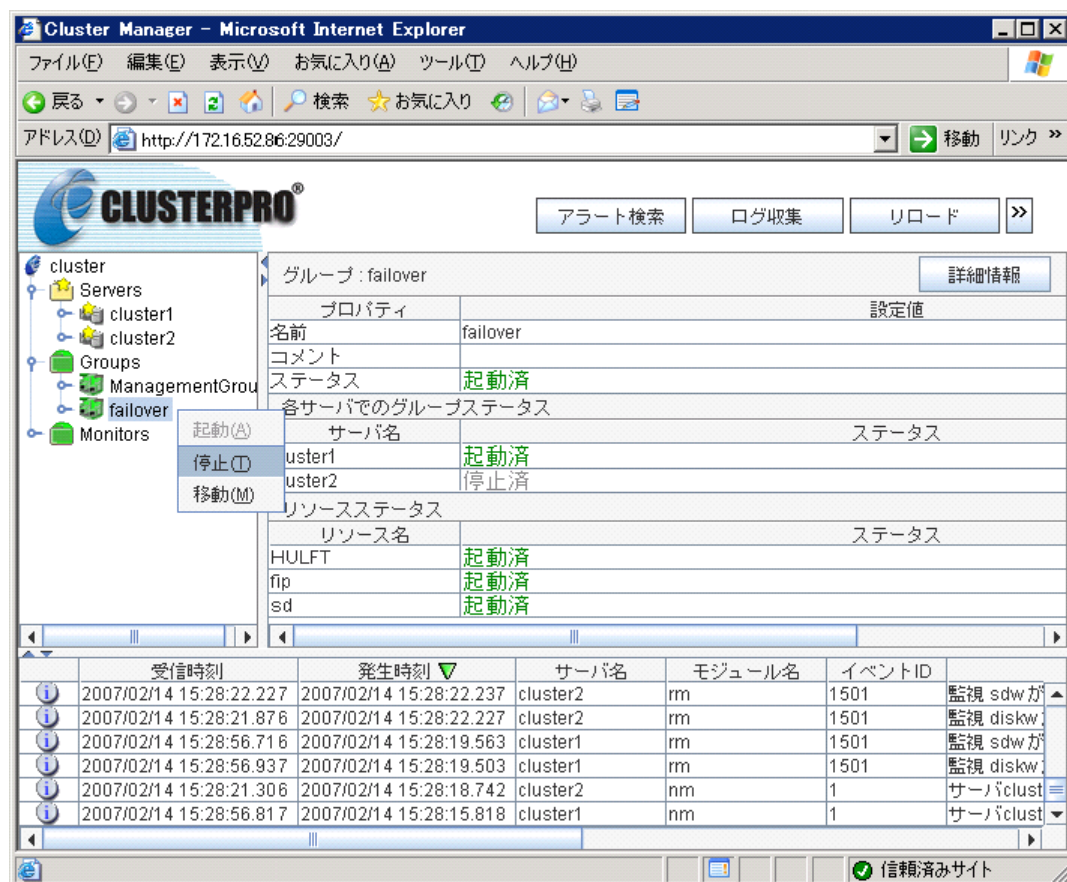 Cluster Manager - Microsoft Internet Explorer
ファイル(F) 編集(E) 表示(V) お気に入り(A) ツール(T) ヘルプ(H)
戻る 検索 お気に入り
アドレス(D) http://172.16.52.86:29003/ 移動 リンク »
CLUSTERPRO® アラート検索 ログ収集 リロード »
cluster
Servers
cluster1
cluster2
Groups
ManagementGrou
failover
Monitors
起動(A)
停止(T)
移動(M)
グループ : failover 詳細情報
プロパティ 設定値
名前 failover
コメント
ステータス 起動済
各サーバでのグループステータス
サーバ名 ステータス
uster1 起動済
uster2 停止済
リソースステータス
リソース名 ステータス
HULFT 起動済
fip 起動済
sd 起動済
受信時刻 発生時刻 サーバ名 モジュール名 イベントID
2007/02/14 15:28:22.227 2007/02/14 15:28:22.237 cluster2 rm 1501 監視 sdw が
2007/02/14 15:28:21.876 2007/02/14 15:28:22.227 cluster2 rm 1501 監視 diskw
2007/02/14 15:28:56.716 2007/02/14 15:28:19.563 cluster1 rm 1501 監視 sdw が
2007/02/14 15:28:56.937 2007/02/14 15:28:19.503 cluster1 rm 1501 監視 diskw
2007/02/14 15:28:21.306 2007/02/14 15:28:18.742 cluster2 nm 1 サーバclust
2007/02/14 15:28:56.817 2007/02/14 15:28:15.818 cluster1 nm 1 サーバclust
信頼済みサイト